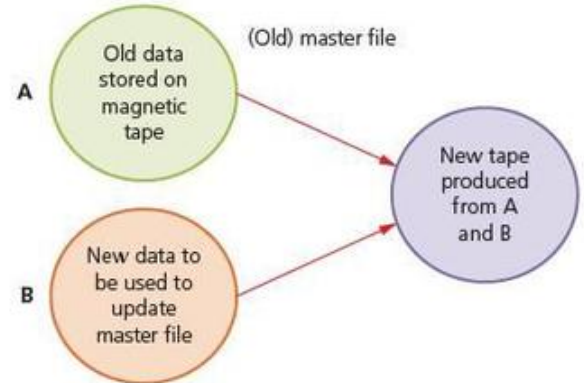 (Old) master file
A
Old data
stored on
magnetic
tape
New tape
produced
from A
and B
B
New data to
be used to
update
master file